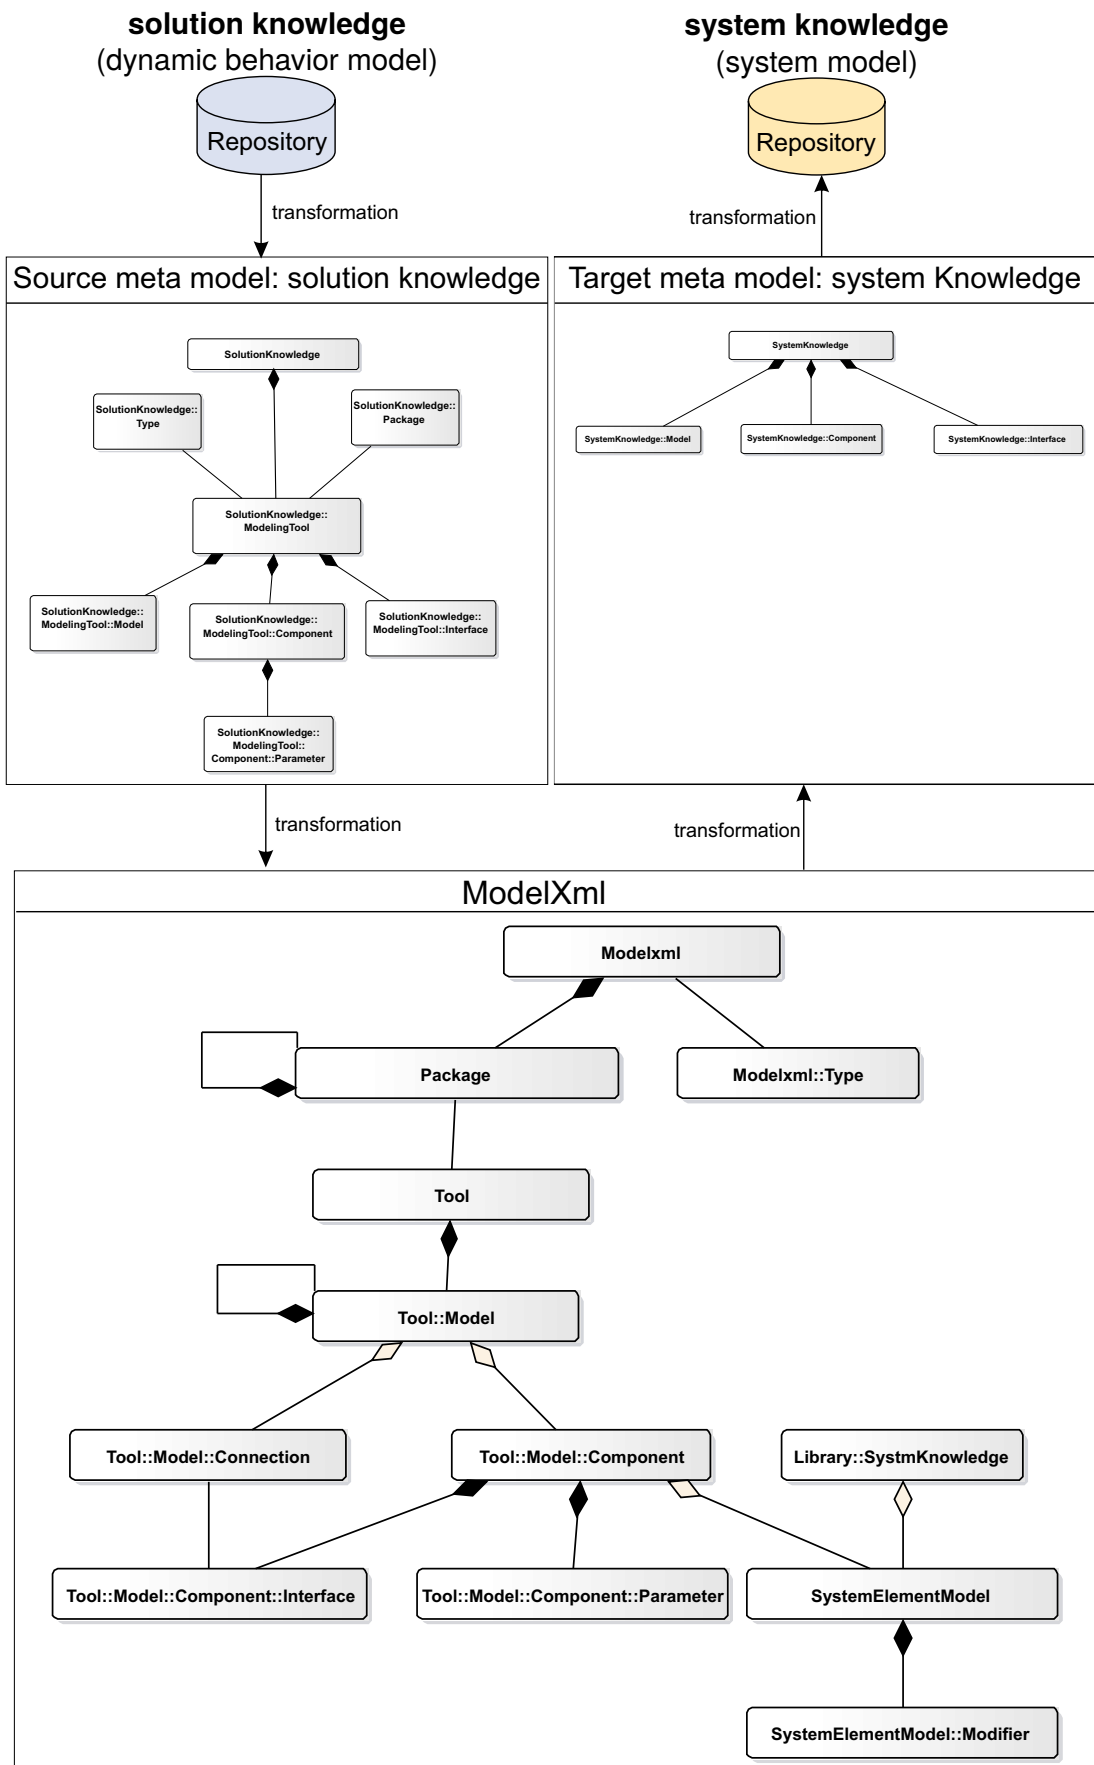 solution knowledge
(dynamic behavior model)
Repository
transformation
system knowledge
(system model)
Repository
transformation
Source meta model: solution knowledge
SolutionKnowledge
SolutionKnowledge::
Type
SolutionKnowledge::
Package
SolutionKnowledge::
ModelingTool
SolutionKnowledge::
ModelingTool::Model
SolutionKnowledge::
ModelingTool::Component
SolutionKnowledge::
ModelingTool::Interface
SolutionKnowledge::
ModelingTool::
Component::Parameter
Target meta model: system Knowledge
SystemKnowledge
SystemKnowledge::Model
SystemKnowledge::Component
SystemKnowledge::Interface
transformation
transformation
ModelXml
Modelxml
Package
Modelxml::Type
Tool
Tool::Model
Tool::Model::Connection
Tool::Model::Component
Library::SystmKnowledge
Tool::Model::Component::Interface
Tool::Model::Component::Parameter
SystemElementModel
SystemElementModel::Modifier